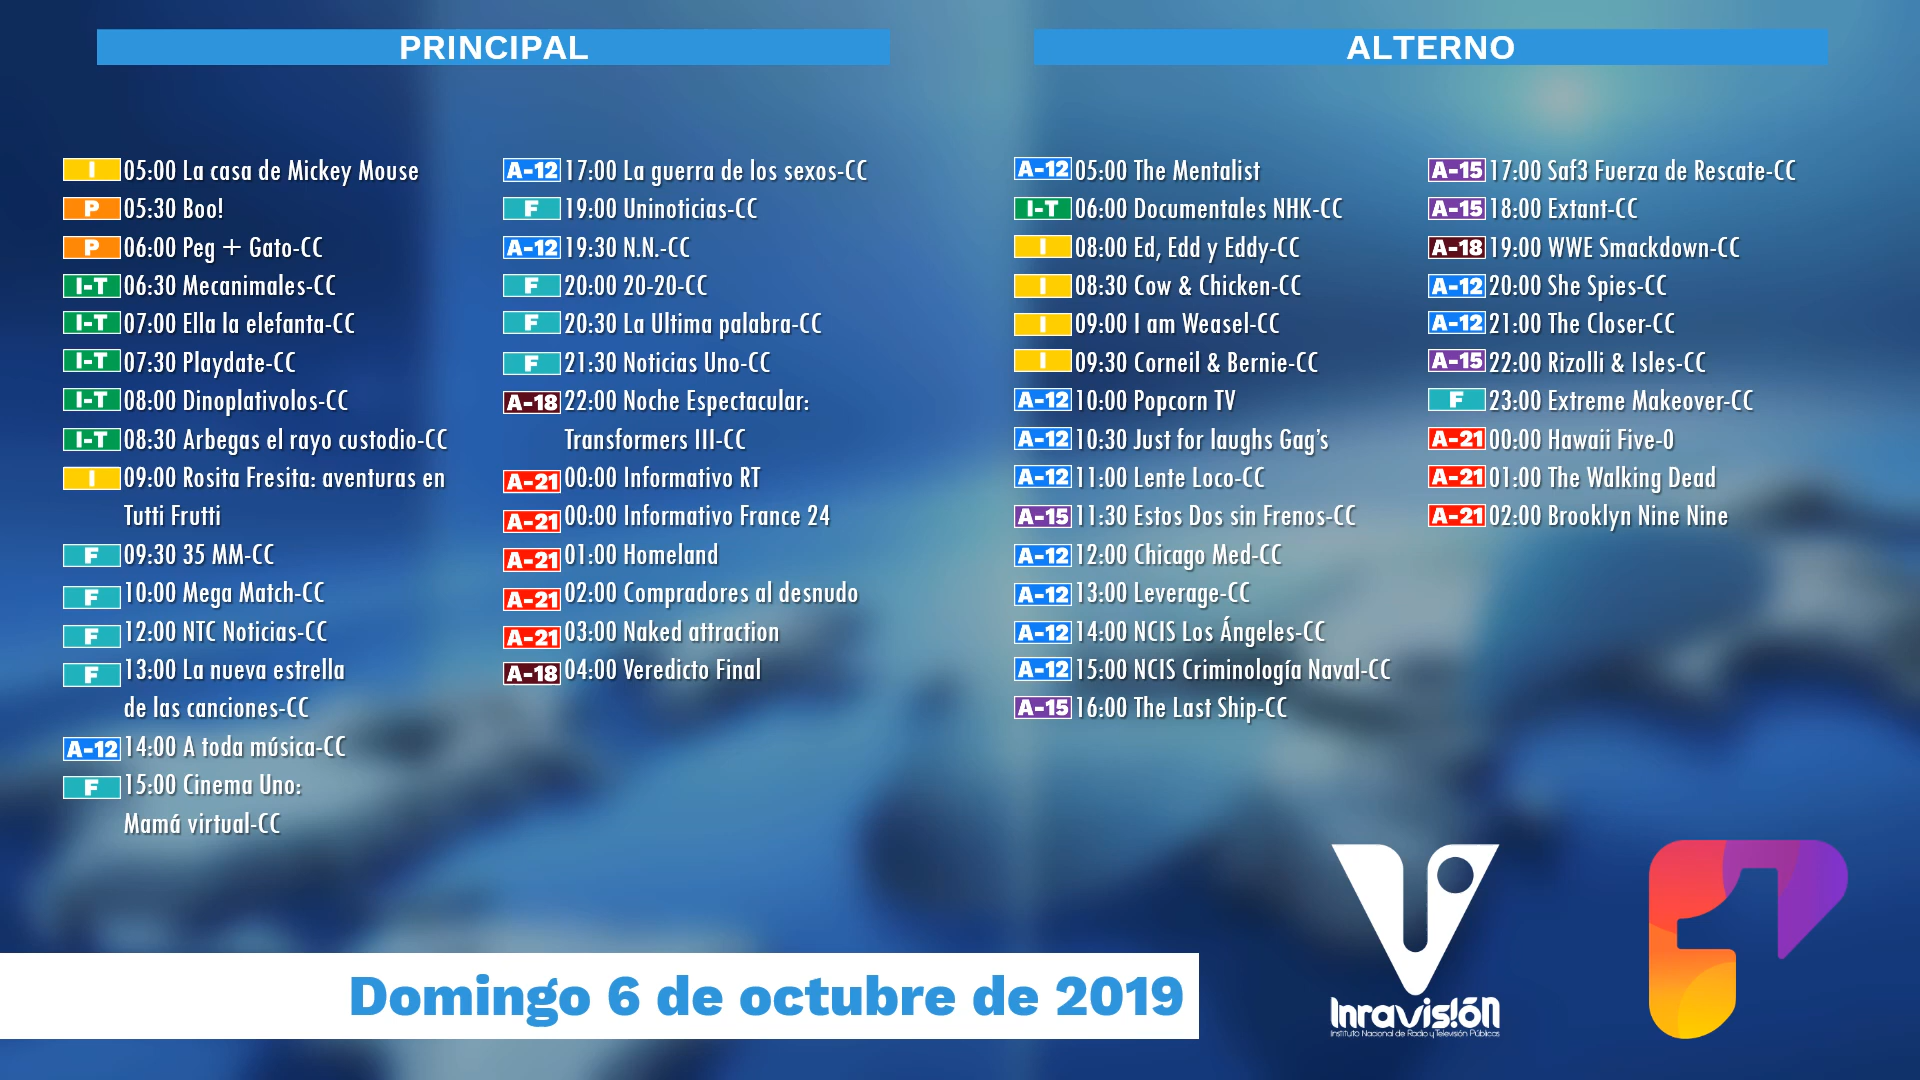 PRINCIPAL
I 05:00 La casa de Mickey Mouse
P 05:30 Boo!
P 06:00 Peg + Gato-CC
I-T 06:30 Mecanimales-CC
I-T 07:00 Ella la elefanta-CC
I-T 07:30 Playdate-CC
I-T 08:00 Dinoplativolos-CC
I-T 08:30 Arbegas el rayo custodio-CC
I 09:00 Rosita Fresita: aventuras en
Tutti Frutti
F 09:30 35 MM-CC
F 10:00 Mega Match-CC
F 12:00 NTC Noticias-CC
F 13:00 La nueva estrella
de las canciones-CC
A-12 14:00 A toda música-CC
F 15:00 Cinema Uno:
Mamá virtual-CC
A-12 17:00 La guerra de los sexos-CC
F 19:00 Uninoticias-CC
A-12 19:30 N.N.-CC
F 20:00 20-20-CC
F 20:30 La Ultima palabra-CC
F 21:30 Noticias Uno-CC
A-18 22:00 Noche Espectacular:
Transformers III-CC
A-21 00:00 Informativo RT
A-21 00:00 Informativo France 24
A-21 01:00 Homeland
A-21 02:00 Compradores al desnudo
A-21 03:00 Naked attraction
A-18 04:00 Veredicto Final
ALTERNO
A-12 05:00 The Mentalist
I-T 06:00 Documentales NHK-CC
I 08:00 Ed, Edd y Eddy-CC
I 08:30 Cow & Chicken-CC
I 09:00 I am Weasel-CC
I 09:30 Corneil & Bernie-CC
A-12 10:00 Popcorn TV
A-12 10:30 Just for laughs Gag's
A-12 11:00 Lente Loco-CC
A-15 11:30 Estos Dos sin Frenos-CC
A-12 12:00 Chicago Med-CC
A-12 13:00 Leverage-CC
A-12 14:00 NCIS Los Ángeles-CC
A-12 15:00 NCIS Criminología Naval-CC
A-15 16:00 The Last Ship-CC
A-15 17:00 Saf3 Fuerza de Rescate-CC
A-15 18:00 Extant-CC
A-18 19:00 WWE Smackdown-CC
A-12 20:00 She Spies-CC
A-12 21:00 The Closer-CC
A-15 22:00 Rizolli & Isles-CC
F 23:00 Extreme Makeover-CC
A-21 00:00 Hawaii Five-0
A-21 01:00 The Walking Dead
A-21 02:00 Brooklyn Nine Nine
Domingo 6 de octubre de 2019
Inravisión
Instituto Nacional de Radio y Televisión Públicas
1